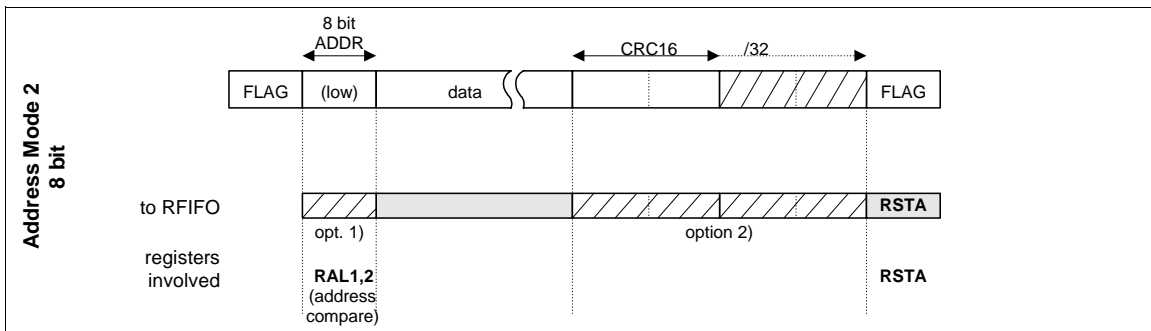 Address Mode 2
8 bit
8 bit
ADDR
CRC16 /32
FLAG (low) data FLAG
to RFIFO RSTA
opt. 1) option 2)
registers
involved
RAL1,2 RSTA
(address
compare)